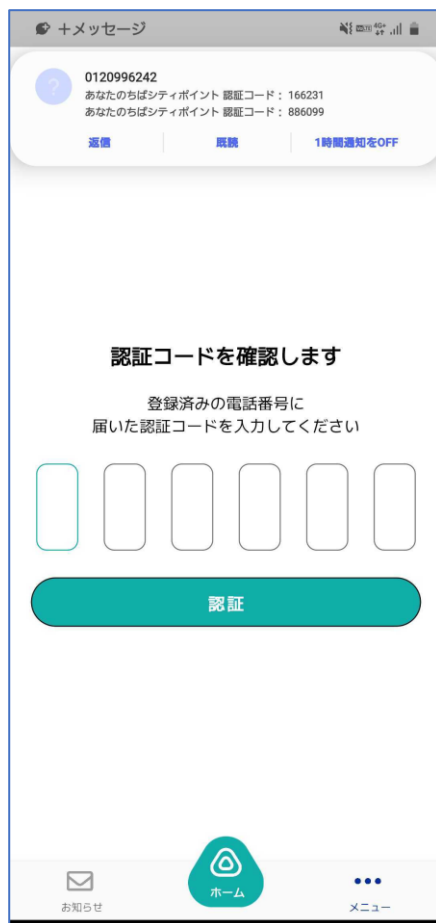 +メッセージ
0120996242
あなたのちばシティポイント 認証コード： 166231
あなたのちばシティポイント 認証コード： 886099
返信 既読 1時間通知をOFF
認証コードを確認します
登録済みの電話番号に
届いた認証コードを入力してください
認証
お知らせ ホーム メニュー